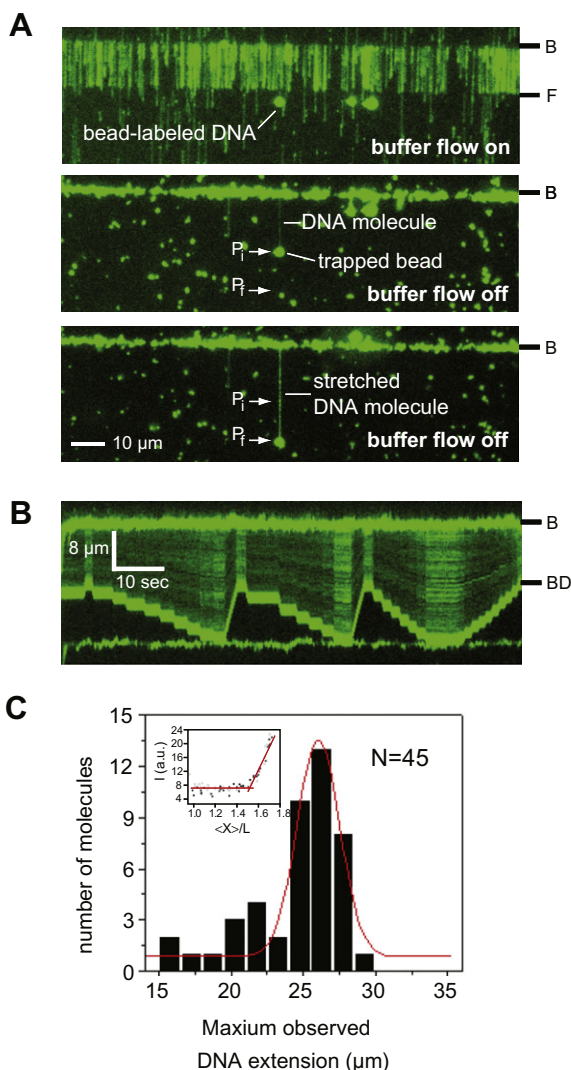 A
B
F
bead-labeled DNA
buffer flow on
B
DNA molecule
Pi
trapped bead
Pf
buffer flow off
B
stretched
DNA molecule
Pi
Pf
10 µm
buffer flow off
B
B
8 µm
10 sec
BD
C
15
12
9
6
3
0
number of molecules
24
20
16
12
8
4
I (a.u.)
1.0 1.2 1.4 1.6 1.8
<X>/L
N=45
15 20 25 30 35
Maxium observed
DNA extension (µm)